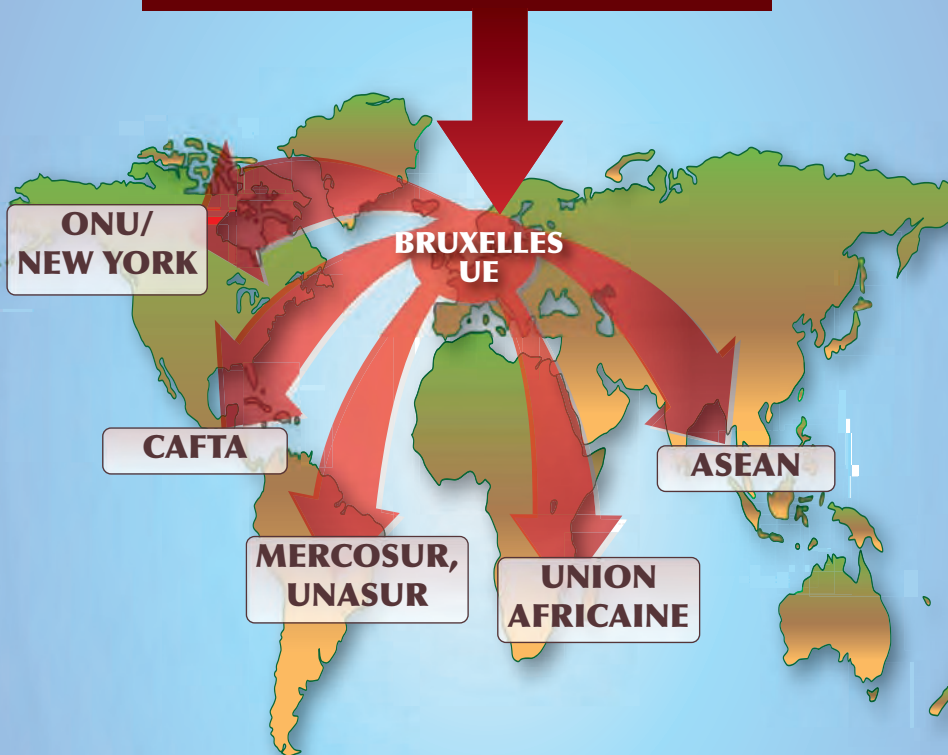 ONU/
NEW YORK
BRUXELLES
UE
CAFTA
ASEAN
MERCOSUR,
UNASUR
UNION
AFRICAINE